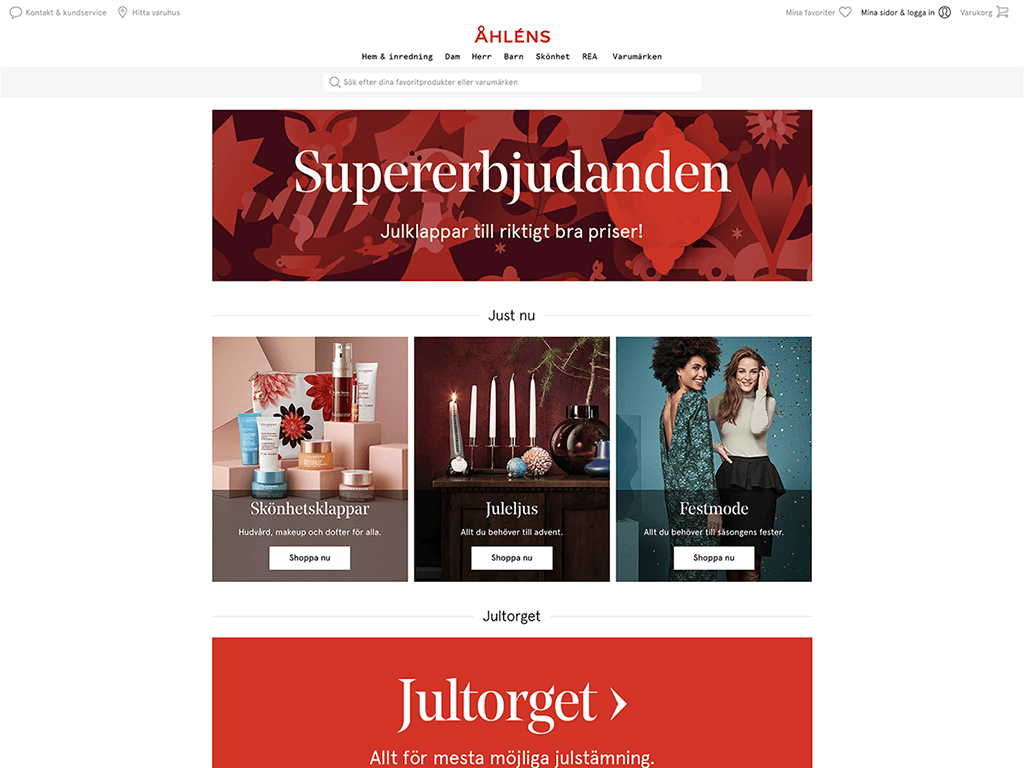 Kontakt & kundservice Hitta varuhus Mina favoriter Mina sidor & logga in Varukorg
ÅHLÉNS
Hem & inredning Dam Herr Barn Skönhet REA Varumärken
Sök efter dina favoritprodukter eller varumärken
Supererbjudanden
Julklappar till riktigt bra priser!
Just nu
Skönhetsklappar
Hudvård, makeup och dofter för alla.
Shoppa nu
Juleljus
Allt du behöver till advent.
Shoppa nu
Festmode
Allt du behöver till säsongens fester.
Shoppa nu
Jultorget
Jultorget ›
Allt för mesta möjliga julstämning.